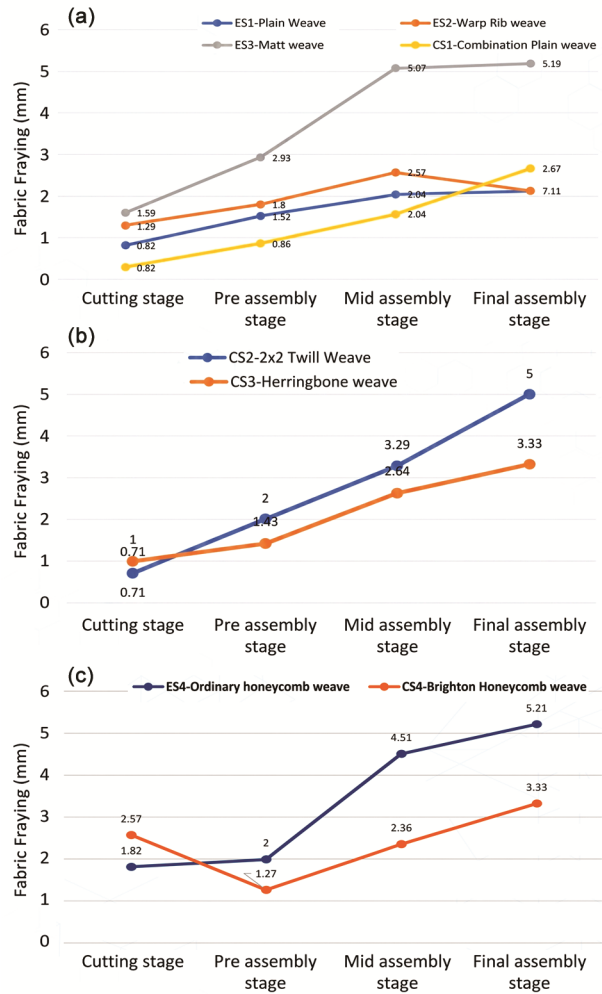 (a)
ES1-Plain Weave
ES2-Warp Rib weave
ES3-Matt weave
CS1-Combination Plain weave
Fabric Fraying (mm)
6
5
4
3
2
1
0
1.59
1.29
0.82
0.82
2.93
1.8
1.52
0.86
5.07
2.57
2.04
2.04
5.19
2.67
7.11
Cutting stage
Pre assembly
stage
Mid assembly
stage
Final assembly
stage
(b)
CS2-2x2 Twill Weave
CS3-Herringbone weave
Fabric Fraying (mm)
6
5
4
3
2
1
0
1
0.71
0.71
2
1.43
3.29
2.64
5
3.33
Cutting stage
Pre assembly
stage
Mid assembly
stage
Final assembly
stage
(c)
ES4-Ordinary honeycomb weave
CS4-Brighton Honeycomb weave
Fabric Fraying (mm)
6
5
4
3
2
1
0
2.57
1.82
2
1.27
4.51
2.36
5.21
3.33
Cutting stage
Pre assembly
stage
Mid assembly
stage
Final assembly
stage